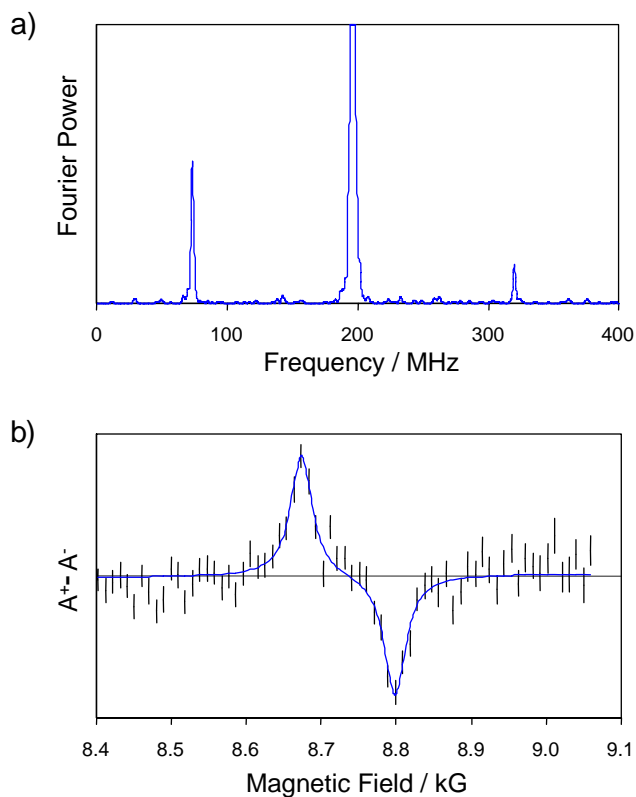 a)
Fourier Power
0 100 200 300 400
Frequency / MHz
b)
A+- A-
8.4 8.5 8.6 8.7 8.8 8.9 9.0 9.1
Magnetic Field / kG